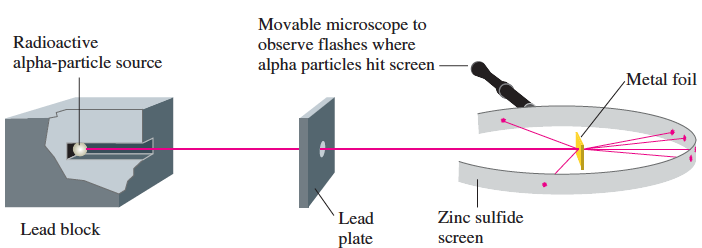 Movable microscope to
observe flashes where
alpha particles hit screen
Radioactive
alpha-particle source
Metal foil
Lead block
Lead
plate
Zinc sulfide
screen